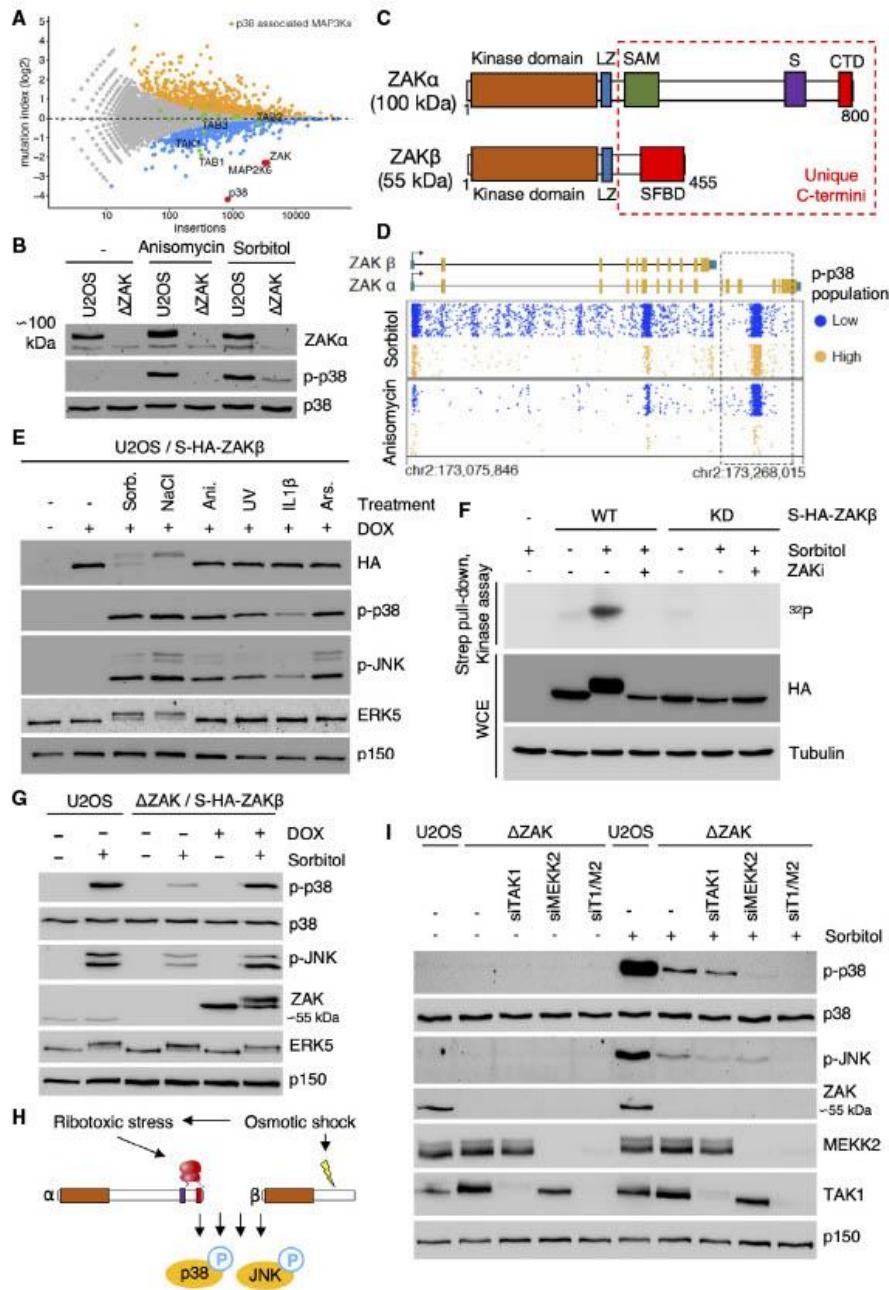 A
p38 associated MAP3Ks
mutation index (log2)
5
4
3
2
1
0
−1
−2
−3
−4
TAB2
TAB3
TAK1
TAB1
ZAK
MAP2K6
p38
10 100 1000 10000
Insertions
B
- Anisomycin Sorbitol
U2OS ΔZAK U2OS ΔZAK U2OS ΔZAK
~100 kDa
ZAKα
p-p38
p38
C
Kinase domain LZ SAM S CTD
ZAKα
(100 kDa)
1 800
ZAKβ
(55 kDa)
1 455
Kinase domain LZ SFBD
Unique
C-termini
D
ZAK β
ZAK α
p-p38
population
Low
High
Sorbitol
Anisomycin
chr2:173,075,846 chr2:173,268,015
E
U2OS / S-HA-ZAKβ
- - Sorb. NaCl Ani. UV IL1β Ars. Treatment
- + + + + + + + DOX
HA
p-p38
p-JNK
ERK5
p150
F
- WT KD S-HA-ZAKβ
+ - + + - + + Sorbitol
+ + ZAKi
Strep pull-down,
Kinase assay
32P
WCE
HA
Tubulin
G
U2OS ΔZAK / S-HA-ZAKβ
– – – – + + DOX
– + – + – + Sorbitol
p-p38
p38
p-JNK
ZAK
~55 kDa
ERK5
p150
H
Ribotoxic stress Osmotic shock
α β
P P
p38 JNK
I
U2OS ΔZAK U2OS ΔZAK
- - siTAK1 siMEKK2 siT1/M2 - - siTAK1 siMEKK2 siT1/M2
- - - - - + + + + + Sorbitol
p-p38
p38
p-JNK
ZAK
~55 kDa
MEKK2
TAK1
p150